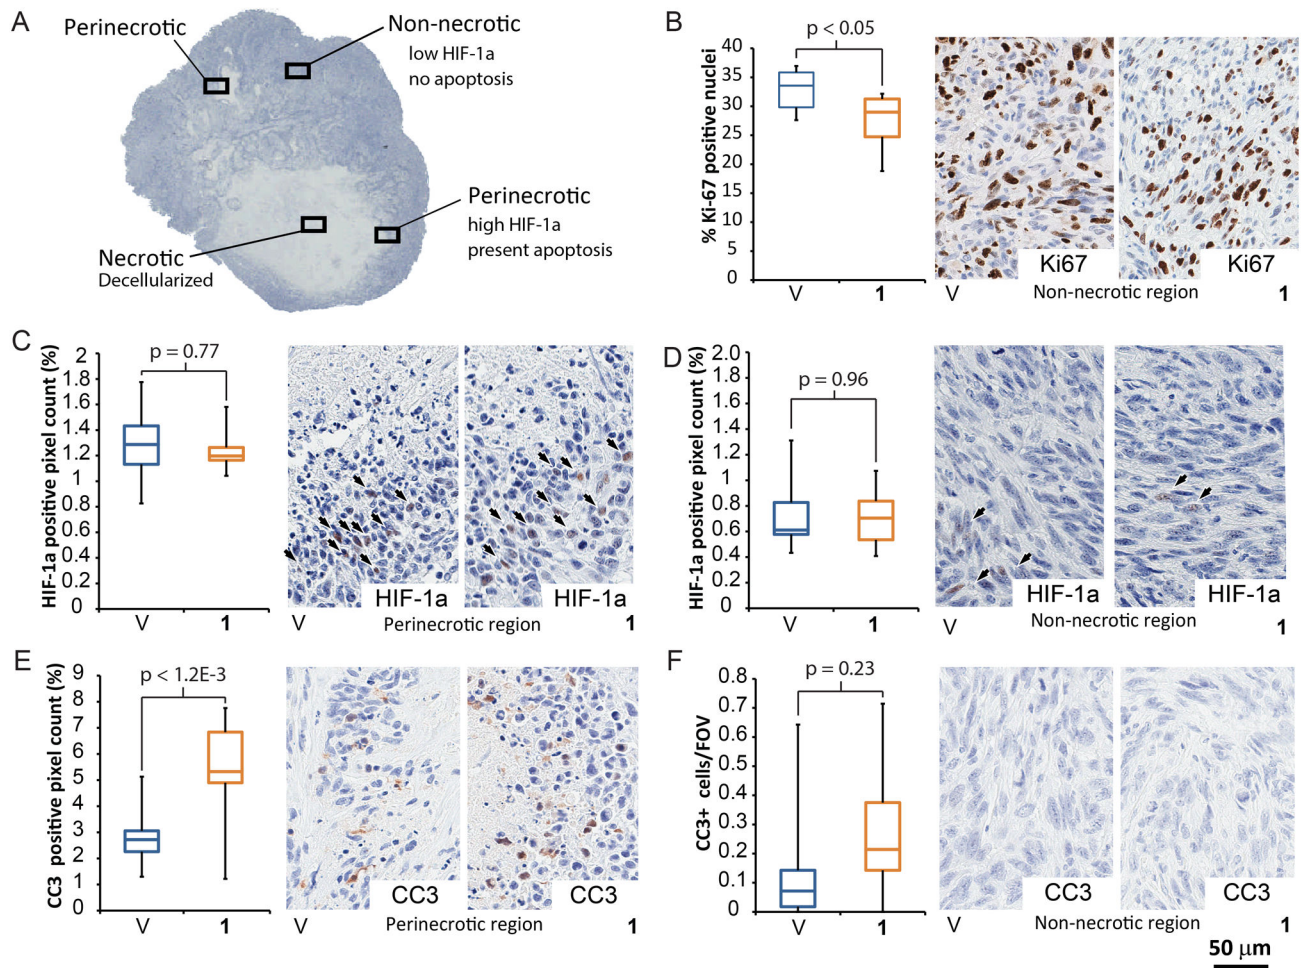 A
Perinecrotic
Non-necrotic
low HIF-1a
no apoptosis
Perinecrotic
high HIF-1a
present apoptosis
Necrotic
Decellularized
B
p < 0.05
% Ki-67 positive nuclei
40
35
30
25
20
15
10
5
0
V
1
Ki67
Ki67
V
Non-necrotic region
1
C
p = 0.77
HIF-1a positive pixel count (%)
2
1.8
1.6
1.4
1.2
1
0.8
0.6
0.4
0.2
0
V
1
HIF-1a
HIF-1a
V
Perinecrotic region
1
D
p = 0.96
HIF-1a positive pixel count (%)
2.0
1.8
1.6
1.4
1.2
1
0.8
0.6
0.4
0.2
0
V
1
HIF-1a
HIF-1a
V
Non-necrotic region
1
E
p < 1.2E-3
CC3 positive pixel count (%)
9
8
7
6
5
4
3
2
1
0
V
1
CC3
CC3
V
Perinecrotic region
1
F
p = 0.23
CC3+ cells/FOV
0.8
0.7
0.6
0.5
0.4
0.3
0.2
0.1
0
V
1
CC3
CC3
V
Non-necrotic region
1
50 µm